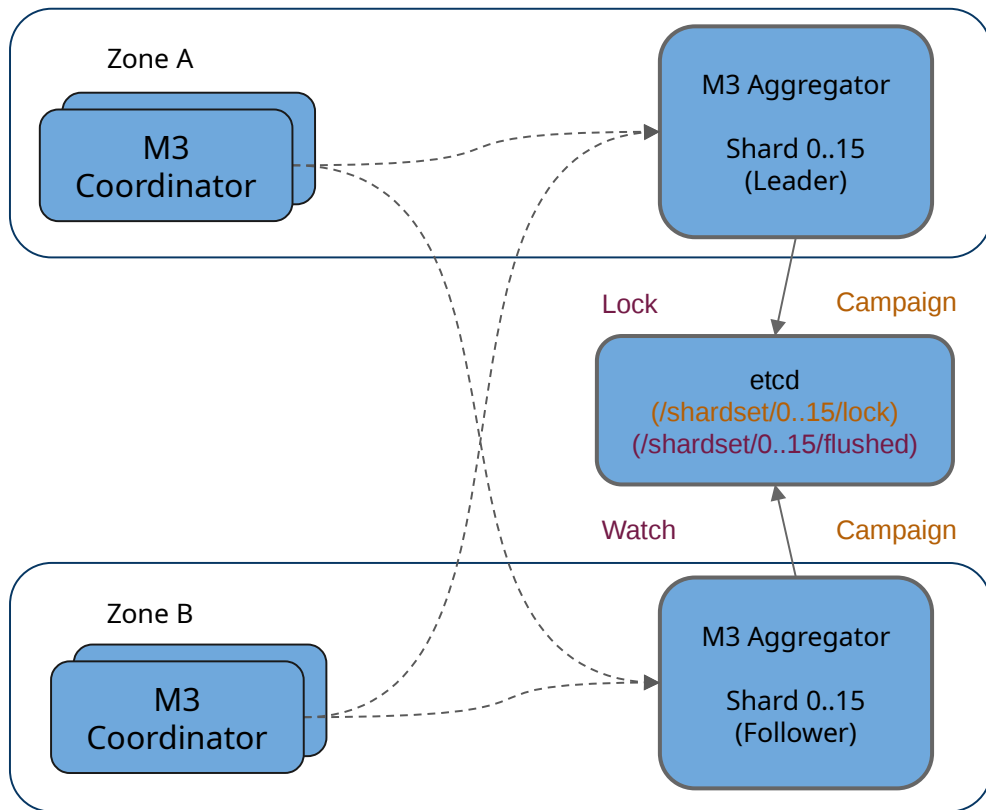 Zone A
M3
Coordinator
M3 Aggregator
Shard 0..15
(Leader)
Lock
Campaign
etcd
(/shardset/0..15/lock)
(/shardset/0..15/flushed)
Watch
Campaign
Zone B
M3
Coordinator
M3 Aggregator
Shard 0..15
(Follower)